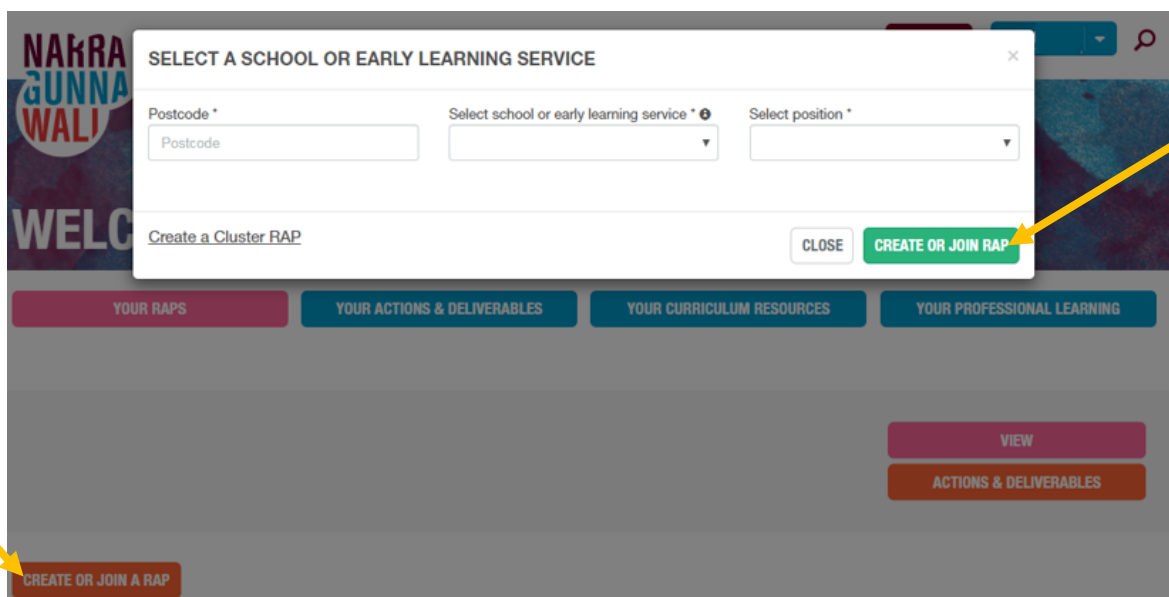 NARRA
GUNNA
WALI
SELECT A SCHOOL OR EARLY LEARNING SERVICE
×
Postcode * Select school or early learning service * Select position *
Postcode
WELC
Create a Cluster RAP
CLOSE CREATE OR JOIN RAP
YOUR RAPS YOUR ACTIONS & DELIVERABLES YOUR CURRICULUM RESOURCES YOUR PROFESSIONAL LEARNING
VIEW
ACTIONS & DELIVERABLES
CREATE OR JOIN A RAP